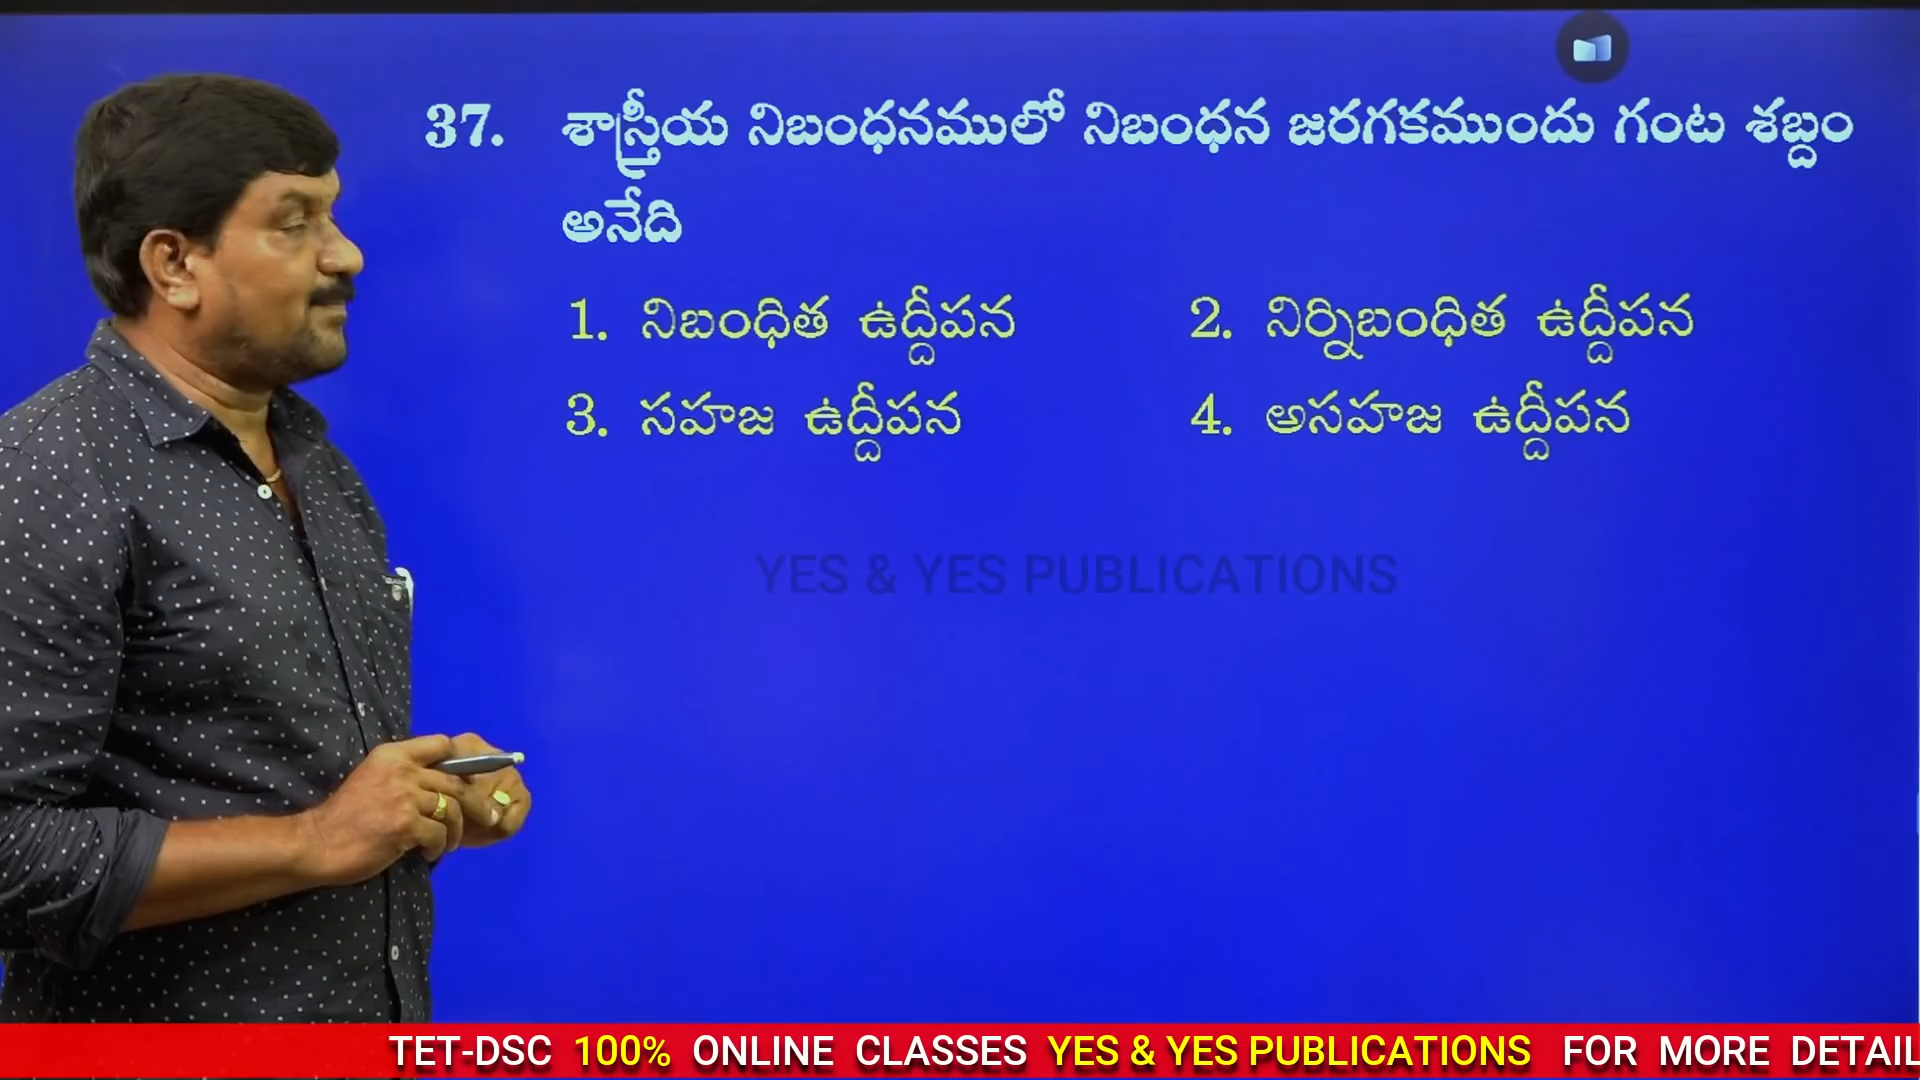 37. శాస్త్రీయ నిబంధనములో నిబంధన జరగకముందు గంట శబ్దం
అనేది
1. నిబంధిత ఉద్దీపన 2. నిర్నిబంధిత ఉద్దీపన
3. సహజ ఉద్దీపన 4. అసహజ ఉద్దీపన
YES & YES PUBLICATIONS
TET-DSC 100% ONLINE CLASSES YES & YES PUBLICATIONS FOR MORE DETAIL